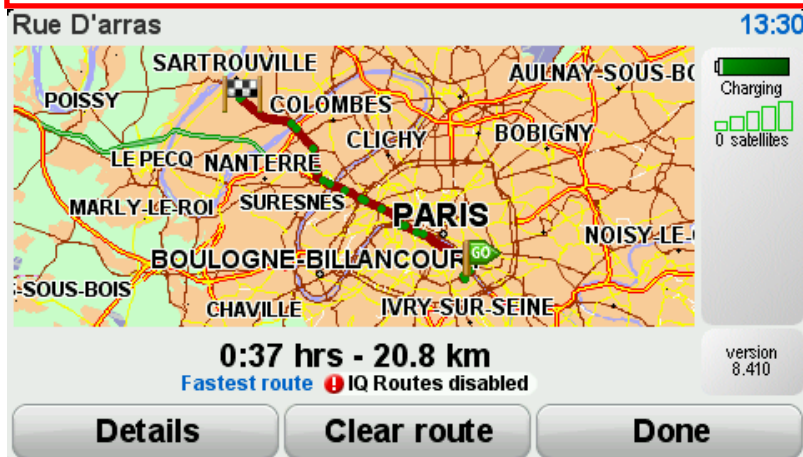 Rue D'arras 13:30
SARTROUVILLE
AULNAY-SOUS-BO
Charging
POISSY
COLOMBES
CLICHY
BOBIGNY
0 satellites
LE PECQ
NANTERRE
MARLY-LE-ROI
SURESNES
PARIS
NOISY-LE-
GO
BOULOGNE-BILLANCOUR
-SOUS-BOIS
CHAVILLE
IVRY-SUR-SEINE
0:37 hrs - 20.8 km
version
8.410
Fastest route ! IQ Routes disabled
Details Clear route Done